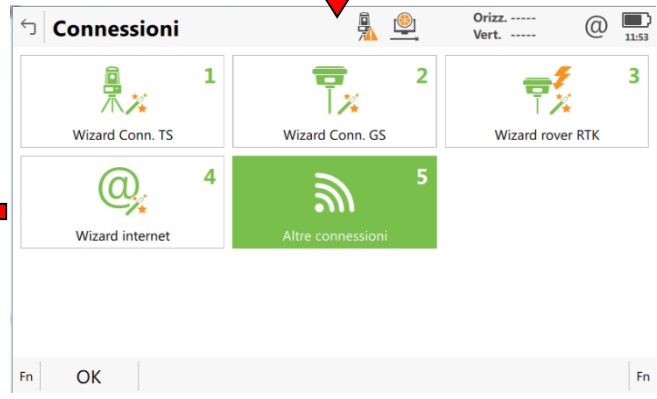 Connessioni
Orizz. -----
Vert. -----
@
11:53
1
Wizard Conn. TS
2
Wizard Conn. GS
3
Wizard rover RTK
@
4
Wizard internet
5
Altre connessioni
Fn
OK
Fn